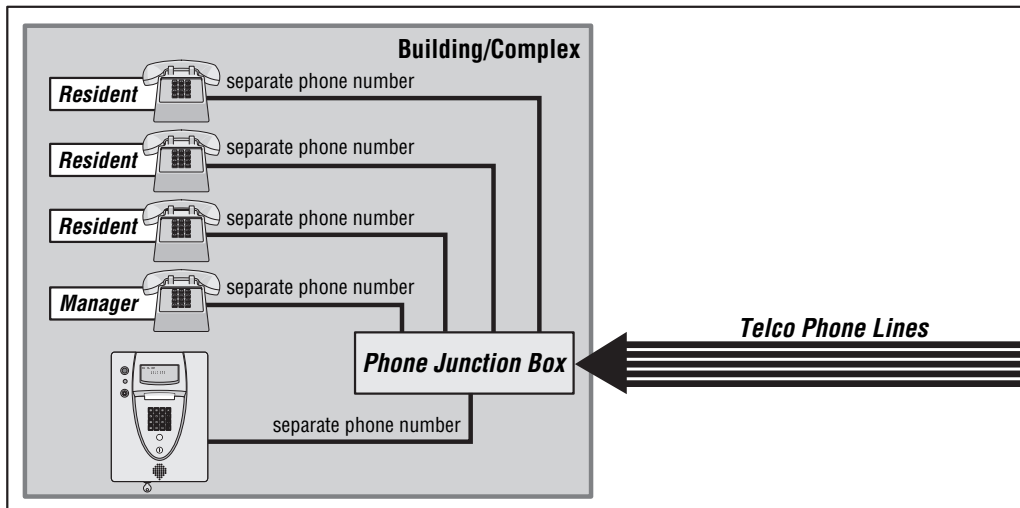 Building/Complex
Resident
separate phone number
Resident
separate phone number
Resident
separate phone number
Manager
separate phone number
Telco Phone Lines
Phone Junction Box
separate phone number